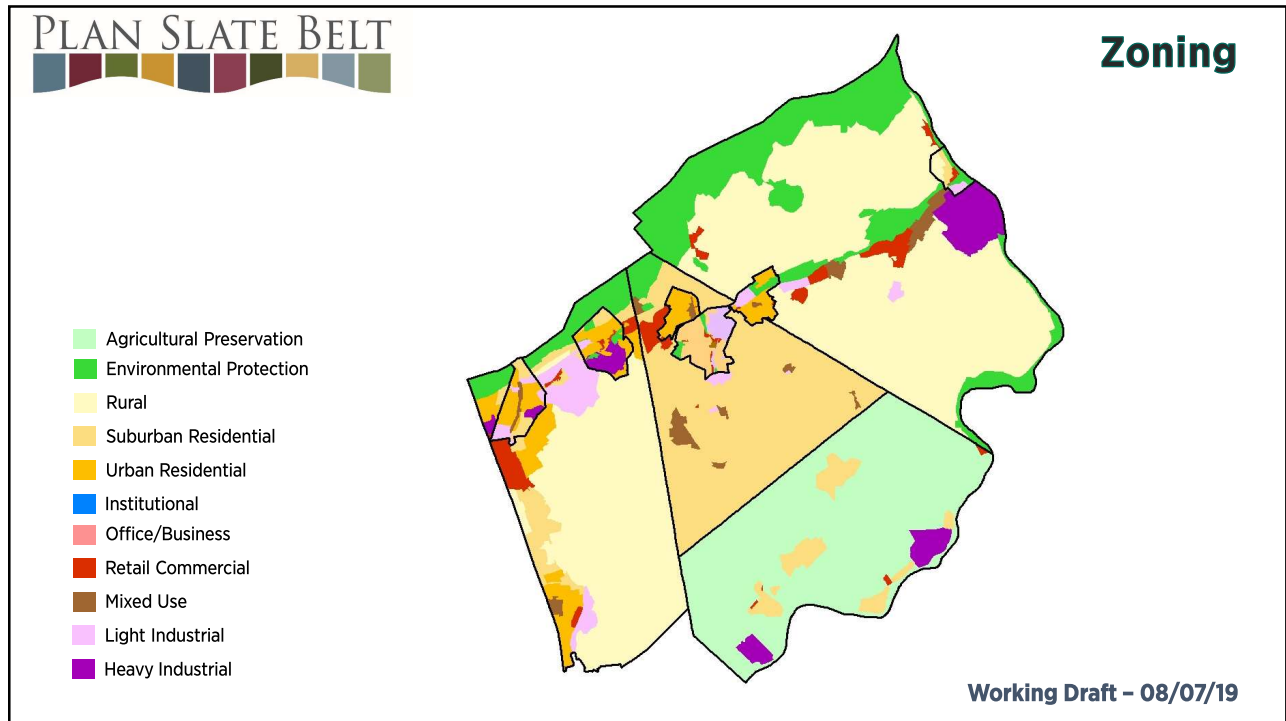 PLAN SLATE BELT
Zoning
Agricultural Preservation
Environmental Protection
Rural
Suburban Residential
Urban Residential
Institutional
Office/Business
Retail Commercial
Mixed Use
Light Industrial
Heavy Industrial
Working Draft – 08/07/19